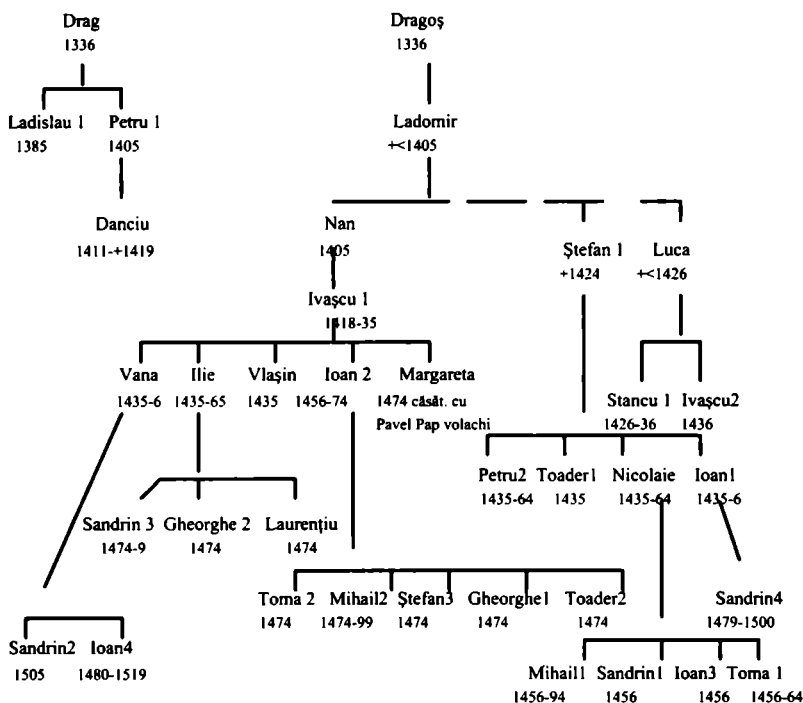 Drag
1336
Dragoş
1336
Ladislau 1
1385
Petru 1
1405
Ladomir
+<1405
Danciu
1411-+1419
Nan
1405
Ştefan 1
+1424
Luca
+<1426
Ivaşcu 1
1418-35
Vana
1435-6
Ilie
1435-65
Vlaşin
1435
Ioan 2
1456-74
Margareta
1474 căsăt. cu
Pavel Pap volachi
Stancu 1
1426-36
Ivaşcu2
1436
Petru2
1435-64
Toader1
1435
Nicolaie
1435-64
Ioan1
1435-6
Sandrin 3
1474-9
Gheorghe 2
1474
Laurenţiu
1474
Toma 2
1474
Mihail2
1474-99
Ştefan3
1474
Gheorghe1
1474
Toader2
1474
Sandrin4
1479-1500
Sandrin2
1505
Ioan4
1480-1519
Mihail1
1456-94
Sandrin1
1456
Ioan3
1456
Toma 1
1456-64